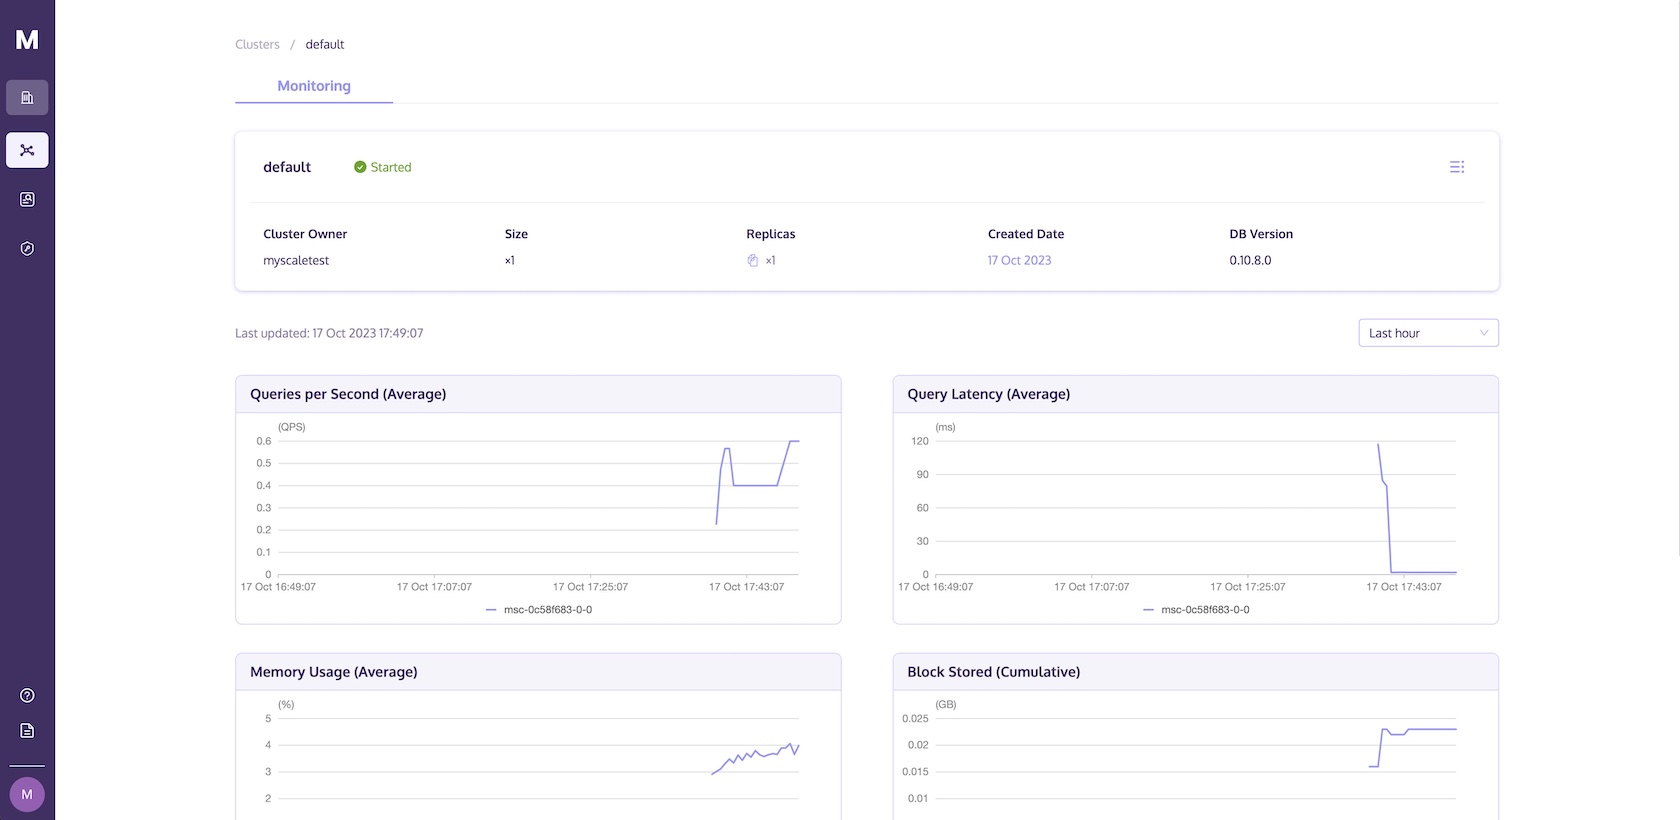 M
Clusters / default
Monitoring
default Started
Cluster Owner Size Replicas Created Date DB Version
myscaletest ×1 ×1 17 Oct 2023 0.10.8.0
Last updated: 17 Oct 2023 17:49:07 Last hour
Queries per Second (Average)
(QPS)
0.6
0.5
0.4
0.3
0.2
0.1
0
17 Oct 16:49:07 17 Oct 17:07:07 17 Oct 17:25:07 17 Oct 17:43:07
msc-0c58f683-0-0
Query Latency (Average)
(ms)
120
90
60
30
0
17 Oct 16:49:07 17 Oct 17:07:07 17 Oct 17:25:07 17 Oct 17:43:07
msc-0c58f683-0-0
Memory Usage (Average)
(%)
5
4
3
2
Block Stored (Cumulative)
(GB)
0.025
0.02
0.015
0.01
M